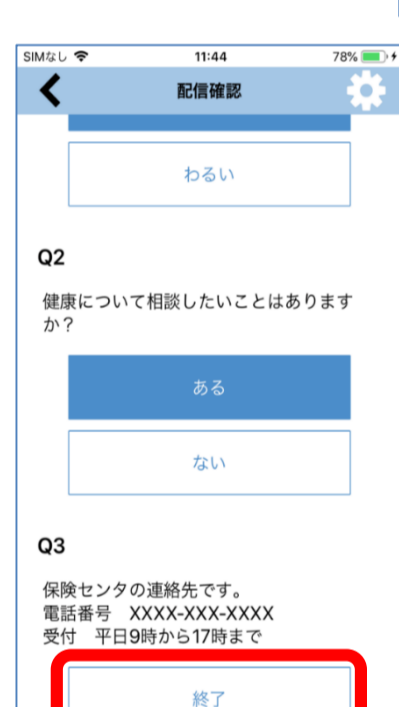 SIMなし 11:44 78%
配信確認
わるい
Q2
健康について相談したいことはあります
か？
ある
ない
Q3
保険センタの連絡先です。
電話番号　XXXX-XXX-XXXX
受付　平日9時から17時まで
終了